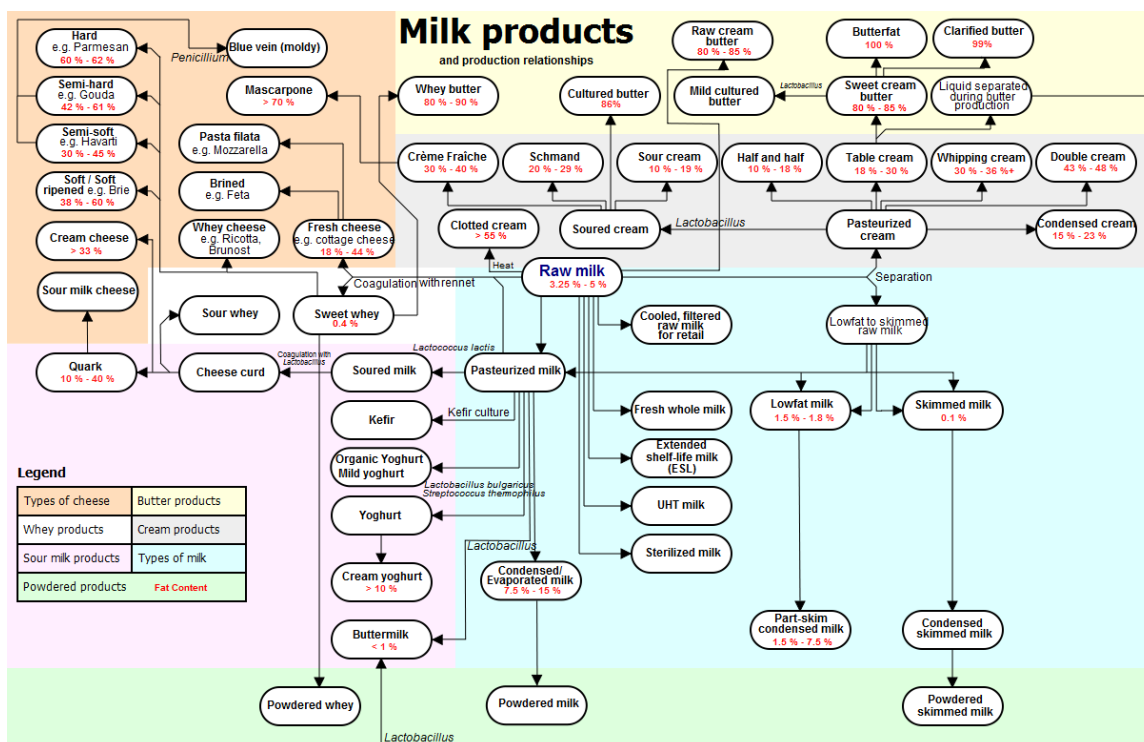 Milk products
and production relationships
Hard
e.g. Parmesan
60 % - 62 %
Semi-hard
e.g. Gouda
42 % - 61 %
Semi-soft
e.g. Havarti
30 % - 45 %
Soft / Soft
ripened e.g. Brie
38 % - 60 %
Cream cheese
> 33 %
Sour milk cheese
Quark
10 % - 40 %
Penicillium
Blue vein (moldy)
Mascarpone
> 70 %
Pasta filata
e.g. Mozzarella
Brined
e.g. Feta
Whey cheese
e.g. Ricotta,
Brunost
Fresh cheese
e.g. cottage cheese
18 % - 44 %
Whey butter
80 % - 90 %
Cultured butter
86%
Raw cream
butter
80 % - 85 %
Mild cultured
butter
Lactobacillus
Butterfat
100 %
Clarified butter
99%
Sweet cream
butter
80 % - 85 %
Liquid separated
during butter
production
Crème Fraîche
30 % - 40 %
Schmand
20 % - 29 %
Sour cream
10 % - 19 %
Half and half
10 % - 18 %
Table cream
18 % - 30 %
Whipping cream
30 % - 36 %+
Double cream
43 % - 48 %
Clotted cream
> 55 %
Soured cream
Lactobacillus
Pasteurized
cream
Condensed cream
15 % - 23 %
Heat
Raw milk
3.25 % - 5 %
Separation
Coagulation with rennet
Sour whey
Sweet whey
0.4 %
Cooled, filtered
raw milk
for retail
Lowfat to skimmed
raw milk
Lactococcus lactis
Coagulation with
Lactobacillus
Cheese curd
Soured milk
Pasteurized milk
Kefir culture
Kefir
Organic Yoghurt
Mild yoghurt
Lactobacillus bulgaricus
Streptococcus thermophilus
Yoghurt
Lactobacillus
Cream yoghurt
> 10 %
Condensed/
Evaporated milk
7.5 % - 15 %
Buttermilk
< 1 %
Fresh whole milk
Extended
shelf-life milk
(ESL)
UHT milk
Sterilized milk
Lowfat milk
1.5 % - 1.8 %
Skimmed milk
0.1 %
Part-skim
condensed milk
1.5 % - 7.5 %
Condensed
skimmed milk
Powdered whey
Lactobacillus
Powdered milk
Powdered
skimmed milk
Legend
Types of cheese
Butter products
Whey products
Cream products
Sour milk products
Types of milk
Powdered products
Fat Content